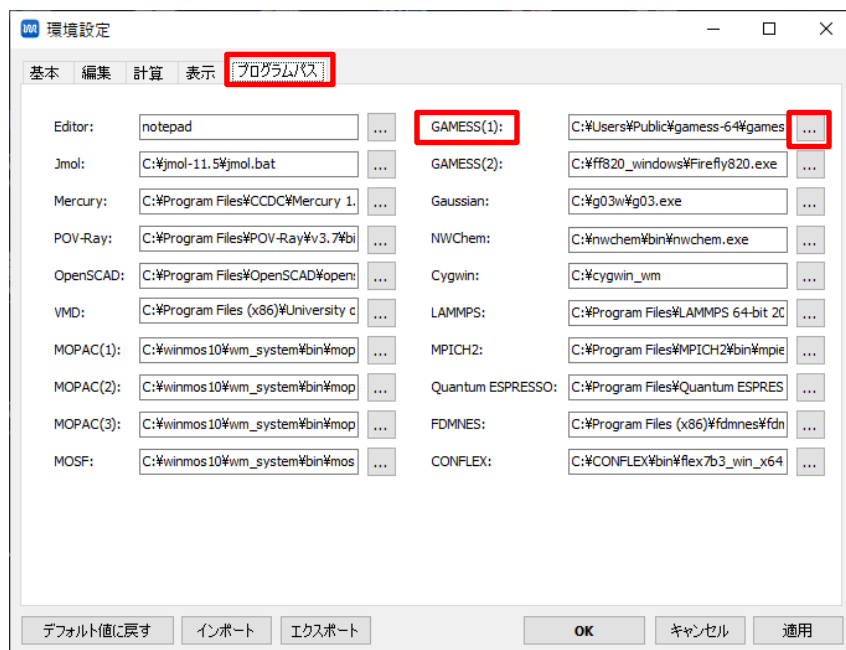 環境設定
基本 編集 計算 表示 プログラムパス
Editor: notepad ... GAMESS(1): C:¥Users¥Public¥gamess-64¥games ...
Jmol: C:¥jmol-11.5¥jmol.bat ... GAMESS(2): C:¥ff820_windows¥Firefly820.exe ...
Mercury: C:¥Program Files¥CCDC¥Mercury 1. ... Gaussian: C:¥g03w¥g03.exe ...
POV-Ray: C:¥Program Files¥POV-Ray¥v3.7¥bi ... NWChem: C:¥nwchem¥bin¥nwchem.exe ...
OpenSCAD: C:¥Program Files¥OpenSCAD¥open: ... Cygwin: C:¥cygwin_wm ...
VMD: C:¥Program Files (x86)¥University o ... LAMMPS: C:¥Program Files¥LAMMPS 64-bit 20 ...
MOPAC(1): C:¥winmos10¥wm_system¥bin¥mop ... MPICH2: C:¥Program Files¥MPICH2¥bin¥mpie ...
MOPAC(2): C:¥winmos10¥wm_system¥bin¥mop ... Quantum ESPRESSO: C:¥Program Files¥Quantum ESPRES ...
MOPAC(3): C:¥winmos10¥wm_system¥bin¥mop ... FDMNES: C:¥Program Files (x86)¥fdmnes¥fdn ...
MOSF: C:¥winmos10¥wm_system¥bin¥mos ... CONFLEX: C:¥CONFLEX¥bin¥flex7b3_win_x64 ...
デフォルト値に戻す インポート エクスポート OK キャンセル 適用